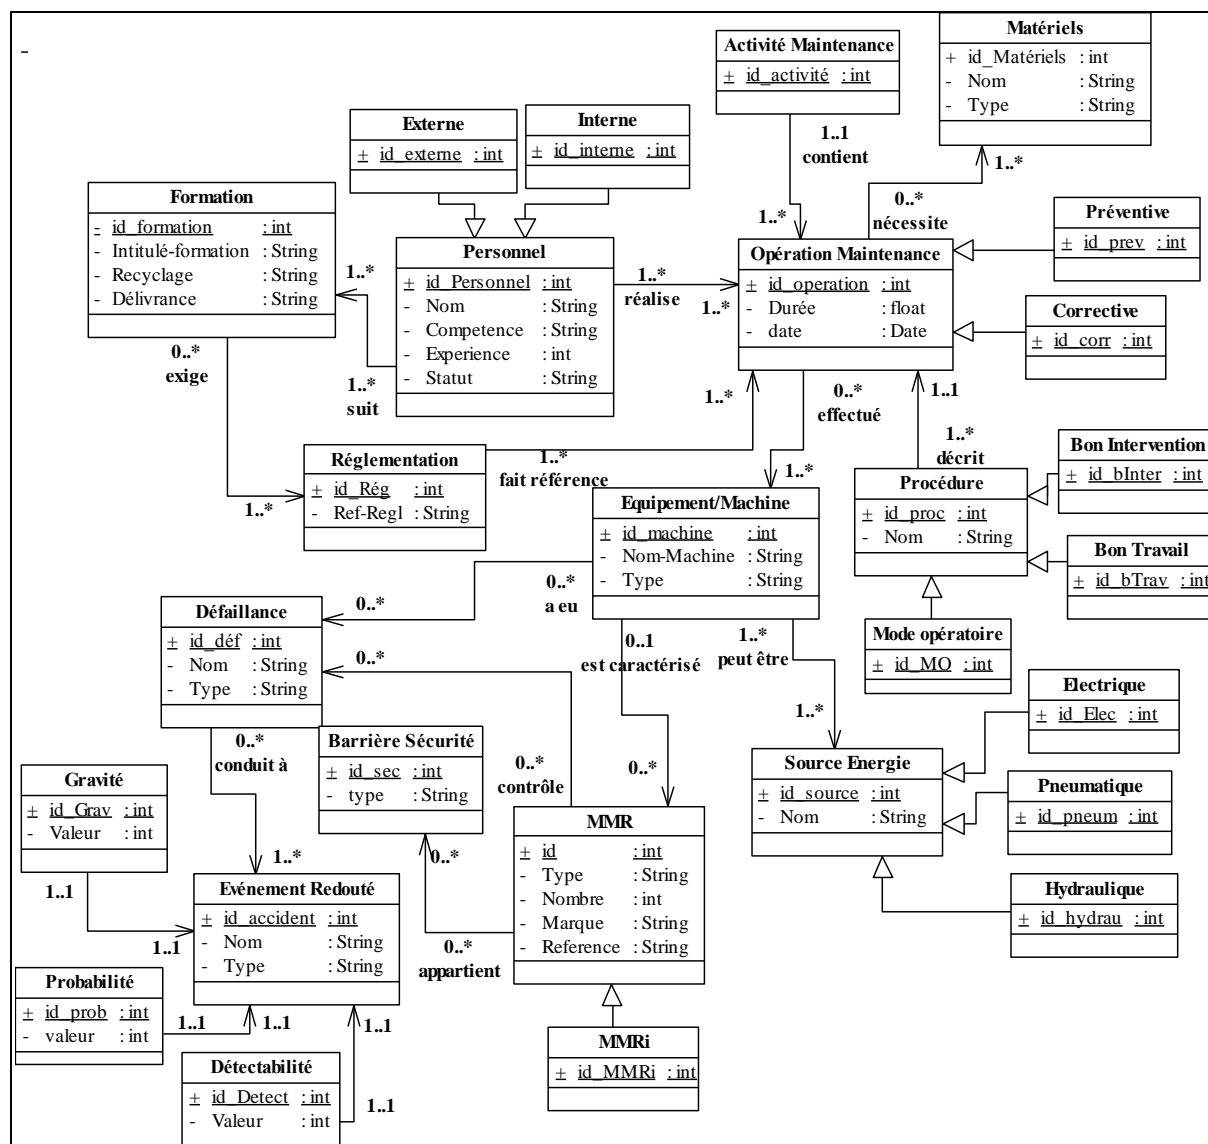 -
Activité Maintenance
+ id_activité : int
1..1
contient
1..*
Matériels
+ id_Matériels : int
- Nom : String
- Type : String
1..*
0..*
nécessite
Externe
+ id_externe : int
Interne
+ id_interne : int
Formation
- id_formation : int
- Intitulé-formation : String
- Recyclage : String
- Délivrance : String
0..*
exige
1..*
1..*
1..*
suit
Personnel
+ id_Personnel : int
- Nom : String
- Competence : String
- Experience : int
- Statut : String
1..*
réalise
1..*
Opération Maintenance
+ id_operation : int
- Durée : float
- date : Date
Préventive
+ id_prev : int
Corrective
+ id_corr : int
1..*
0..*
effectué
1..*
1..1
1..*
décrit
Réglementation
+ id_Rég : int
- Ref-Regl : String
1..*
fait référence
Equipement/Machine
+ id_machine : int
- Nom-Machine : String
- Type : String
Procédure
+ id_proc : int
- Nom : String
Bon Intervention
+ id_bInter : int
Bon Travail
+ id_bTrav : int
Mode opératoire
+ id_MO : int
0..*
a eu
0..*
Défaillance
+ id_déf : int
- Nom : String
- Type : String
0..*
0..1
est caractérisé
0..*
1..*
peut être
1..*
0..*
conduit à
1..*
Barrière Sécurité
+ id_sec : int
- type : String
0..*
contrôle
0..*
0..*
appartient
MMR
+ id : int
- Type : String
- Nombre : int
- Marque : String
- Reference : String
MMRi
+ id_MMRi : int
Source Energie
+ id_source : int
- Nom : String
Electrique
+ id_Elec : int
Pneumatique
+ id_pneum : int
Hydraulique
+ id_hydrau : int
Gravité
+ id_Grav : int
- Valeur : int
1..1
1..1
Evénement Redouté
+ id_accident : int
- Nom : String
- Type : String
Probabilité
+ id_prob : int
- valeur : int
1..1
1..1
1..1
Détectabilité
+ id_Detect : int
- Valeur : int
1..1